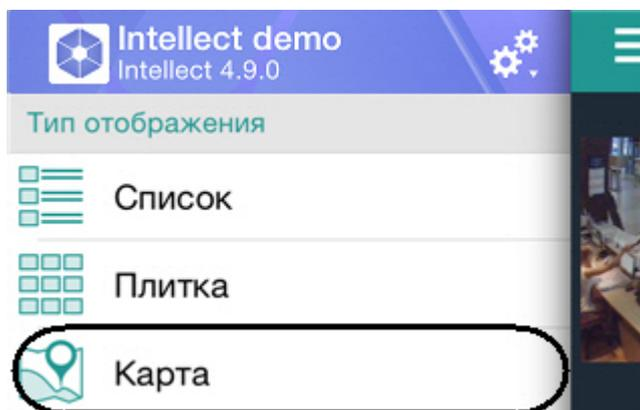 Intellect demo
Intellect 4.9.0
Тип отображения
Список
Плитка
Карта